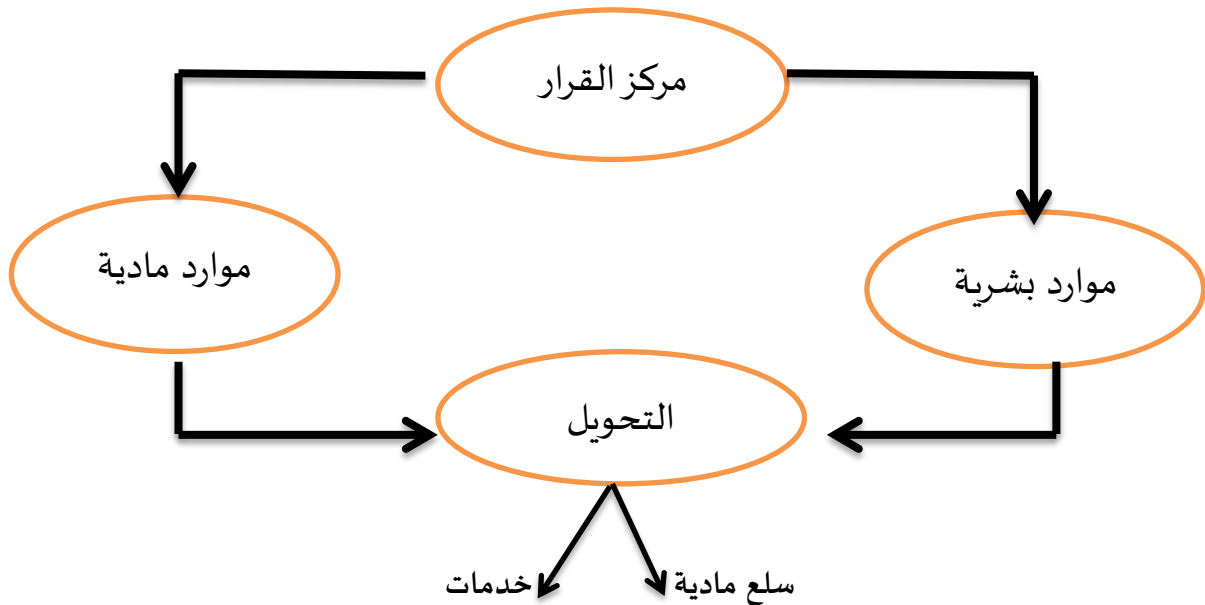 مركز القرار
موارد بشرية
موارد مادية
التحويل
سلع مادية
خدمات